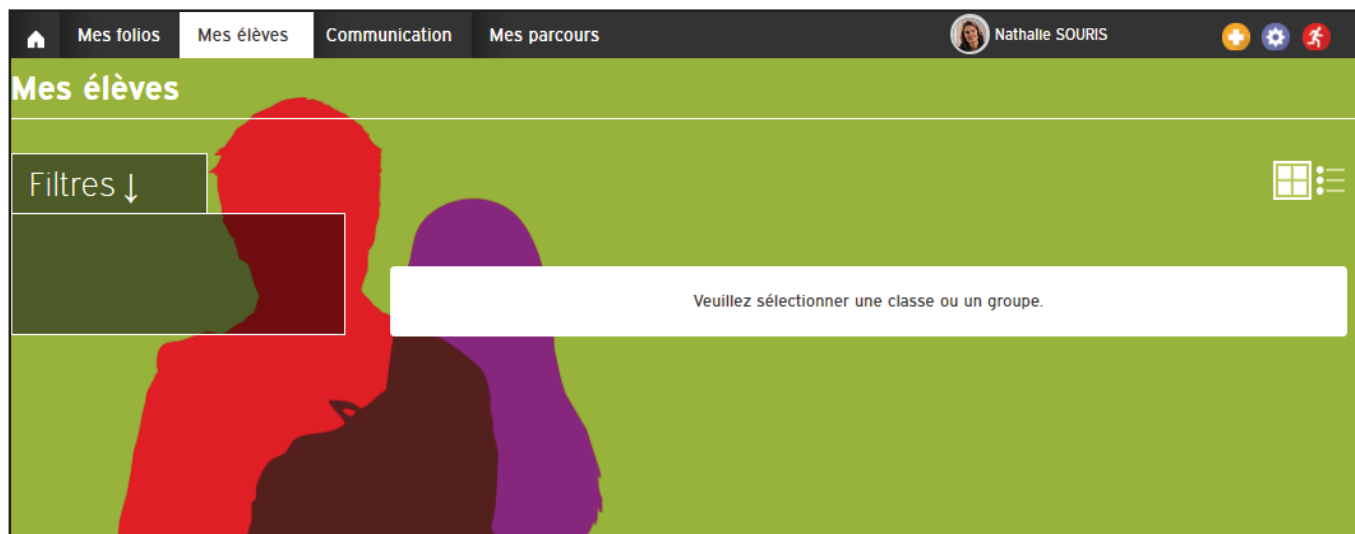 Mes folios
Mes élèves
Communication
Mes parcours
Nathalie SOURIS
Mes élèves
Filtres ↓
Veuillez sélectionner une classe ou un groupe.